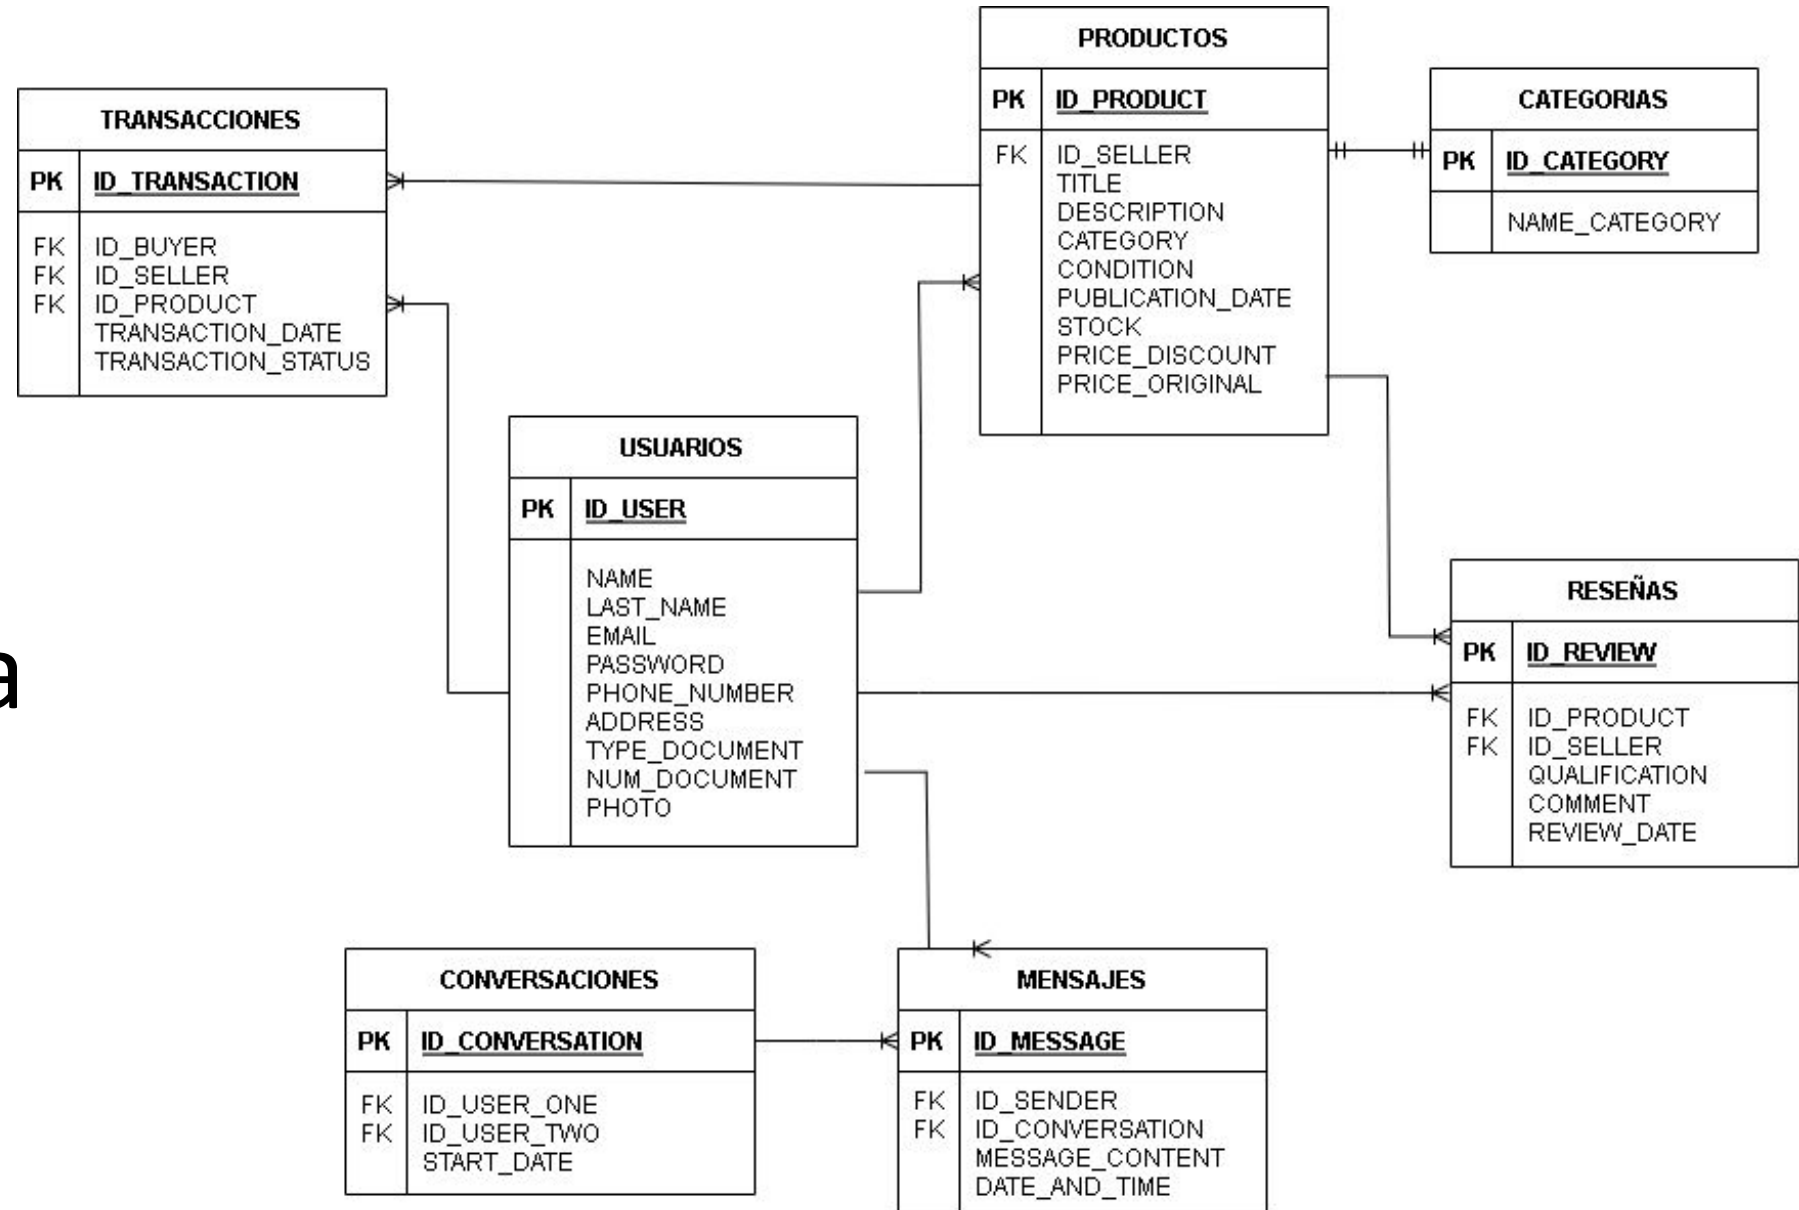 TRANSACCIONES
PK ID_TRANSACTION
FK ID_BUYER
FK ID_SELLER
FK ID_PRODUCT
TRANSACTION_DATE
TRANSACTION_STATUS
PRODUCTOS
PK ID_PRODUCT
FK ID_SELLER
TITLE
DESCRIPTION
CATEGORY
CONDITION
PUBLICATION_DATE
STOCK
PRICE_DISCOUNT
PRICE_ORIGINAL
CATEGORIAS
PK ID_CATEGORY
NAME_CATEGORY
USUARIOS
PK ID_USER
NAME
LAST_NAME
EMAIL
PASSWORD
PHONE_NUMBER
ADDRESS
TYPE_DOCUMENT
NUM_DOCUMENT
PHOTO
RESEÑAS
PK ID_REVIEW
FK ID_PRODUCT
FK ID_SELLER
QUALIFICATION
COMMENT
REVIEW_DATE
a
CONVERSACIONES
PK ID_CONVERSATION
FK ID_USER_ONE
FK ID_USER_TWO
START_DATE
MENSAJES
PK ID_MESSAGE
FK ID_SENDER
FK ID_CONVERSATION
MESSAGE_CONTENT
DATE_AND_TIME